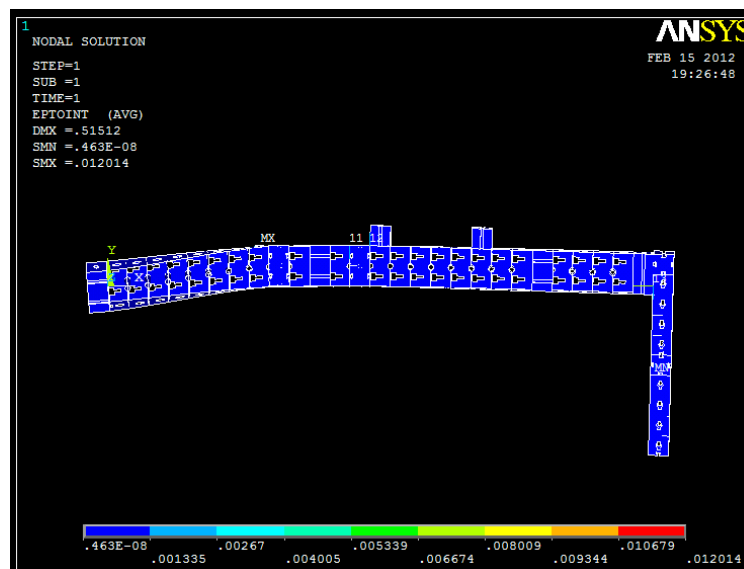 1
NODAL SOLUTION
ANSYS
FEB 15 2012
19:26:48
STEP=1
SUB =1
TIME=1
EPTOINT (AVG)
DMX =.51512
SMN =.463E-08
SMX =.012014
MX
11 12
Y
X
MN
.463E-08 .00267 .005339 .008009 .010679
.001335 .004005 .006674 .009344 .012014